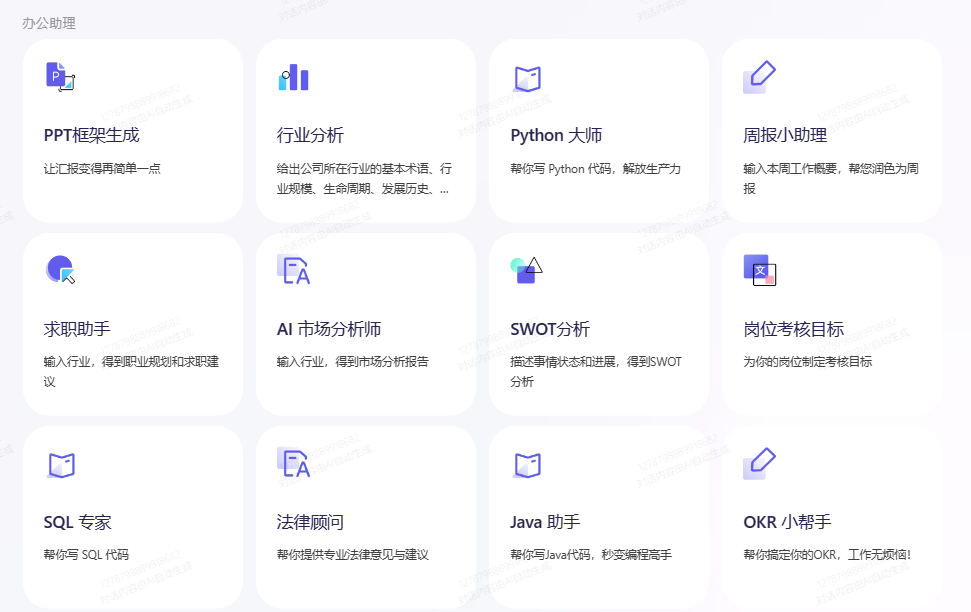 办公助理
PPT框架生成
让汇报变得再简单一点
行业分析
给出公司所在行业的基本术语、行
业规模、生命周期、发展历史、...
Python 大师
帮你写 Python 代码，解放生产力
周报小助理
输入本周工作概要，帮您润色为周
报
求职助手
输入行业，得到职业规划和求职建
议
AI 市场分析师
输入行业，得到市场分析报告
SWOT分析
描述事情状态和进展，得到SWOT
分析
岗位考核目标
为你的岗位制定考核目标
SQL 专家
帮你写 SQL 代码
法律顾问
帮你提供专业法律意见与建议
Java 助手
帮你写Java代码，秒变编程高手
OKR 小帮手
帮你搞定你的OKR，工作无烦恼！